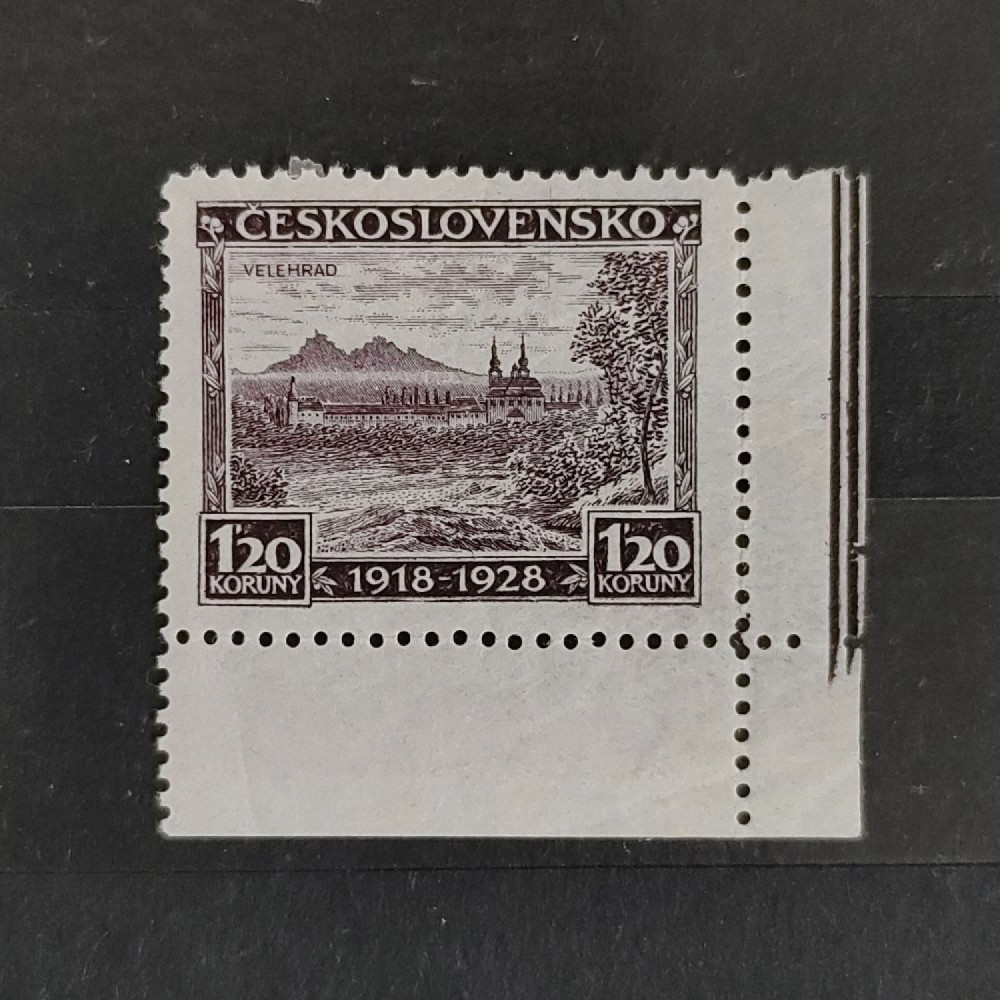 ČESKOSLOVENSKO
VELEHRAD
1'20 1'20
KORUNY 1918-1928 KORUNY